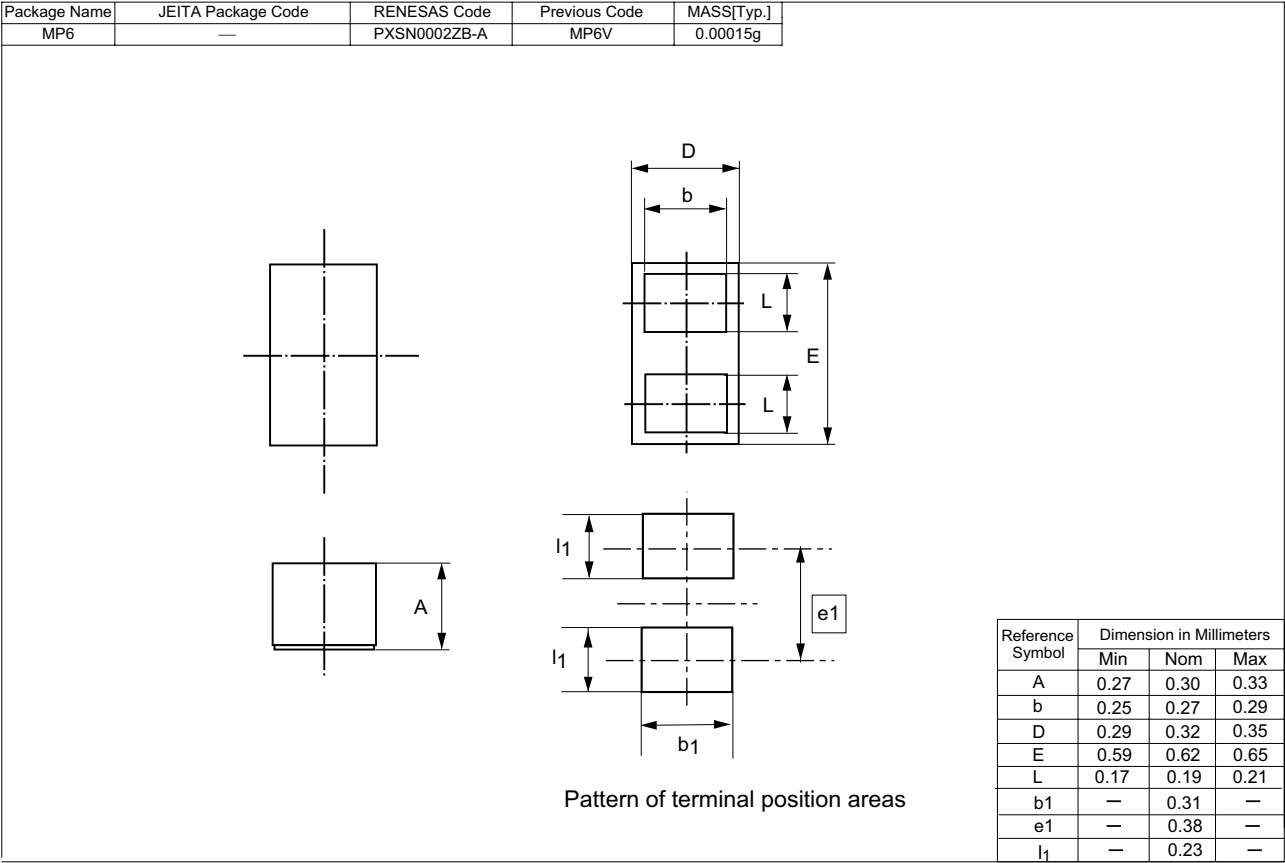 Package Name JEITA Package Code RENESAS Code Previous Code MASS[Typ.]
MP6 — PXSN0002ZB-A MP6V 0.00015g
D
b
L
E
L
l1
A
e1
l1
b1
Pattern of terminal position areas
Reference Symbol Dimension in Millimeters
Min Nom Max
A 0.27 0.30 0.33
b 0.25 0.27 0.29
D 0.29 0.32 0.35
E 0.59 0.62 0.65
L 0.17 0.19 0.21
b1 — 0.31 —
e1 — 0.38 —
l1 — 0.23 —